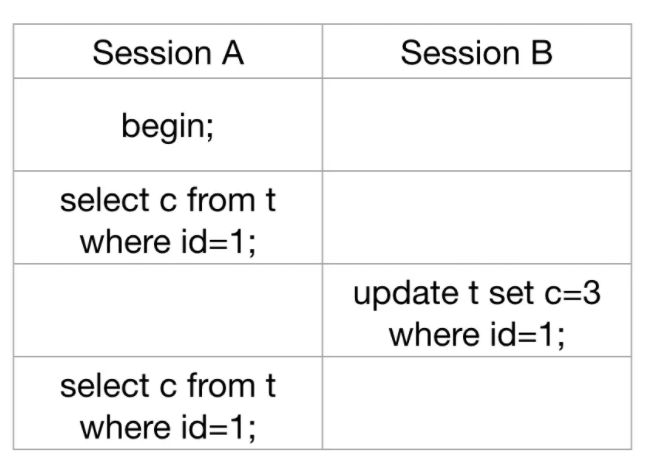 Session A
Session B
begin;
select c from t
where id=1;
update t set c=3
where id=1;
select c from t
where id=1;